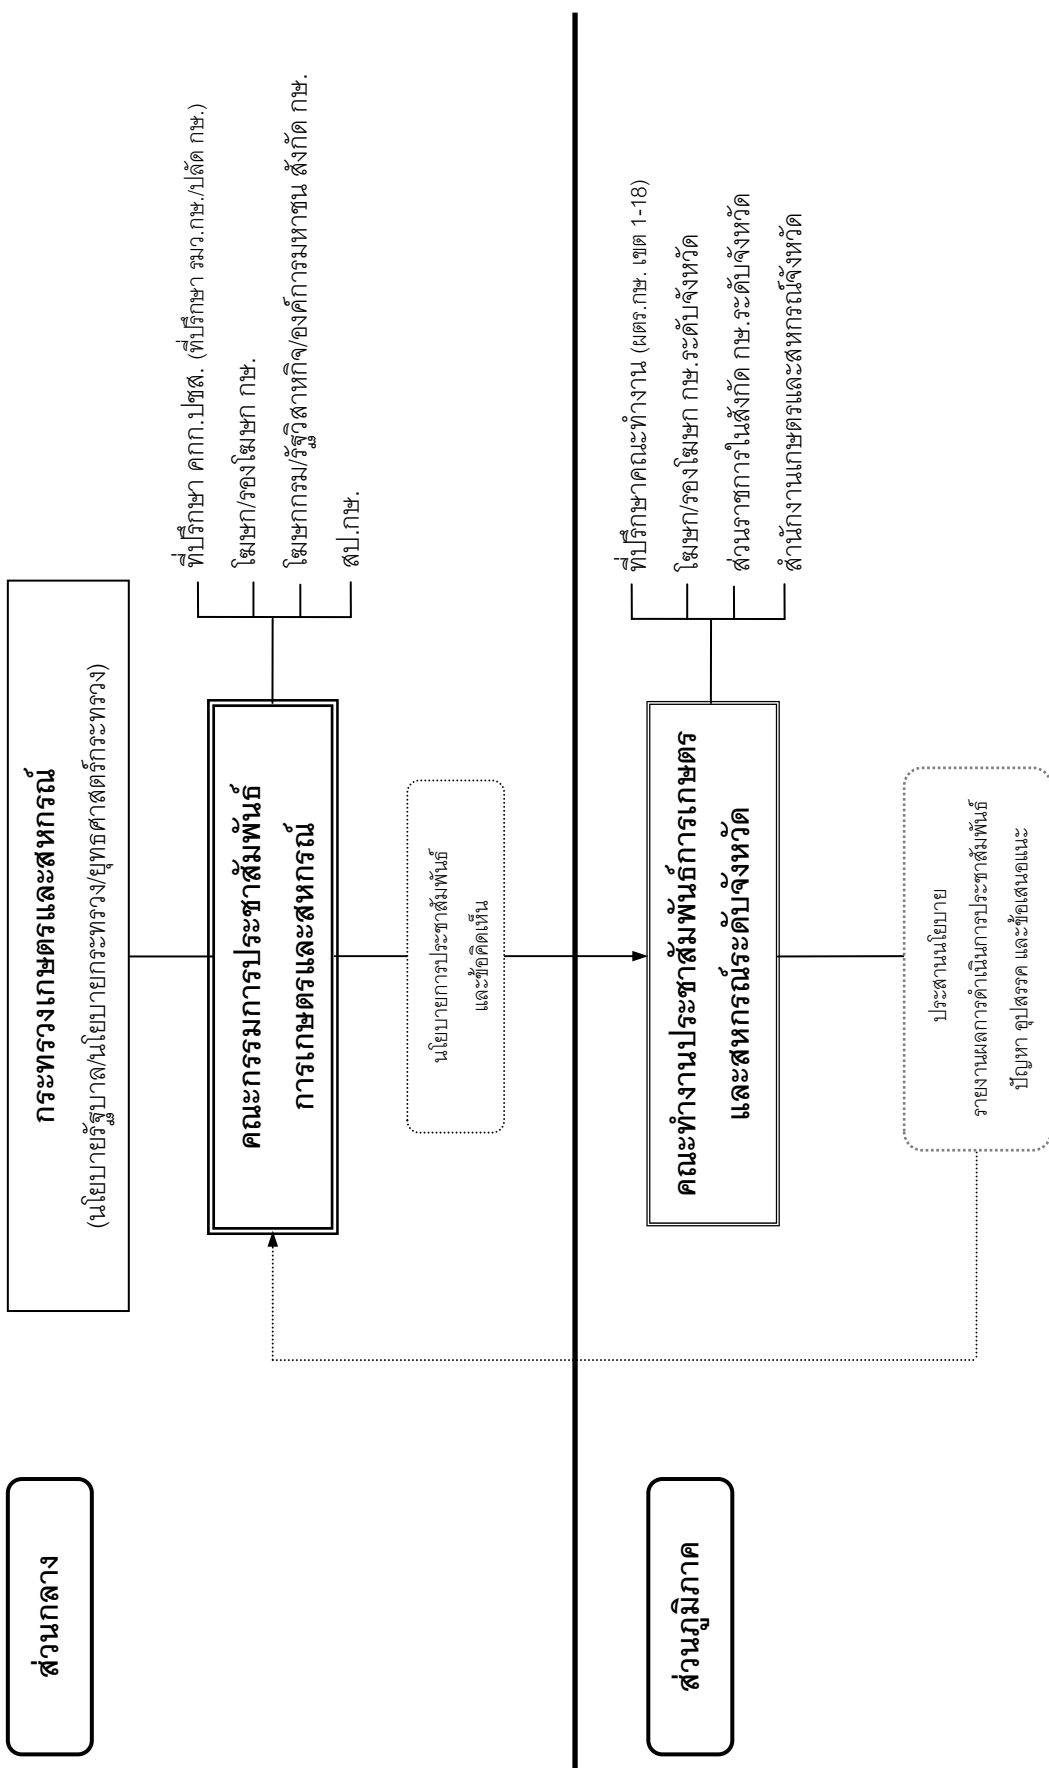 ส่วนกลาง
กระทรวงเกษตรและสหกรณ์
(นโยบายรัฐบาล/นโยบายกระทรวง/ยุทธศาสตร์กระทรวง)
คณะกรรมการประชาสัมพันธ์
การเกษตรและสหกรณ์
ที่ปรึกษา คกก.ปชส. (ที่ปรึกษา รมว.กษ./ปลัด กษ.)
โฆษก/รองโฆษก กษ.
โฆษกกรม/รัฐวิสาหกิจ/องค์การมหาชน สังกัด กษ.
สป.กษ.
นโยบายการประชาสัมพันธ์
และข้อคิดเห็น
ส่วนภูมิภาค
คณะทำงานประชาสัมพันธ์การเกษตร
และสหกรณ์ระดับจังหวัด
ที่ปรึกษาคณะทำงาน (ผตร.กษ. เขต 1-18)
โฆษก/รองโฆษก กษ.ระดับจังหวัด
ส่วนราชการในสังกัด กษ.ระดับจังหวัด
สำนักงานเกษตรและสหกรณ์จังหวัด
ประสานนโยบาย
รายงานผลการดำเนินการประชาสัมพันธ์
ปัญหา อุปสรรค และข้อเสนอแนะ